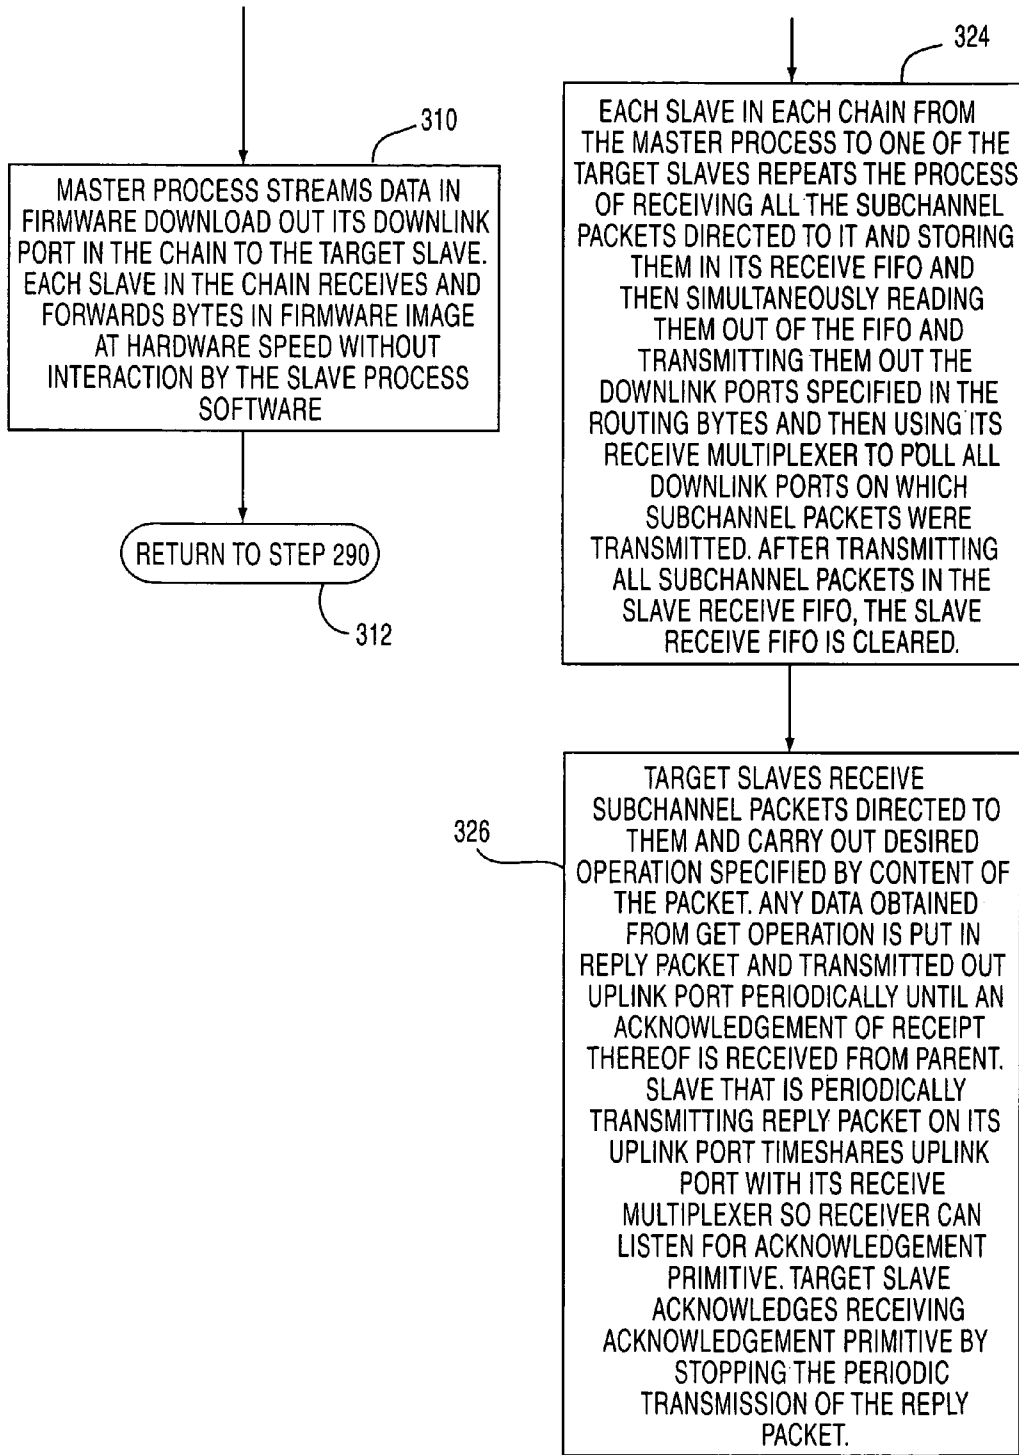 310
MASTER PROCESS STREAMS DATA IN
FIRMWARE DOWNLOAD OUT ITS DOWNLINK
PORT IN THE CHAIN TO THE TARGET SLAVE.
EACH SLAVE IN THE CHAIN RECEIVES AND
FORWARDS BYTES IN FIRMWARE IMAGE
AT HARDWARE SPEED WITHOUT
INTERACTION BY THE SLAVE PROCESS
SOFTWARE
RETURN TO STEP 290
312
324
EACH SLAVE IN EACH CHAIN FROM
THE MASTER PROCESS TO ONE OF THE
TARGET SLAVES REPEATS THE PROCESS
OF RECEIVING ALL THE SUBCHANNEL
PACKETS DIRECTED TO IT AND STORING
THEM IN ITS RECEIVE FIFO AND
THEN SIMULTANEOUSLY READING
THEM OUT OF THE FIFO AND
TRANSMITTING THEM OUT THE
DOWNLINK PORTS SPECIFIED IN THE
ROUTING BYTES AND THEN USING ITS
RECEIVE MULTIPLEXER TO POLL ALL
DOWNLINK PORTS ON WHICH
SUBCHANNEL PACKETS WERE
TRANSMITTED. AFTER TRANSMITTING
ALL SUBCHANNEL PACKETS IN THE
SLAVE RECEIVE FIFO, THE SLAVE
RECEIVE FIFO IS CLEARED.
326
TARGET SLAVES RECEIVE
SUBCHANNEL PACKETS DIRECTED TO
THEM AND CARRY OUT DESIRED
OPERATION SPECIFIED BY CONTENT OF
THE PACKET. ANY DATA OBTAINED
FROM GET OPERATION IS PUT IN
REPLY PACKET AND TRANSMITTED OUT
UPLINK PORT PERIODICALLY UNTIL AN
ACKNOWLEDGEMENT OF RECEIPT
THEREOF IS RECEIVED FROM PARENT.
SLAVE THAT IS PERIODICALLY
TRANSMITTING REPLY PACKET ON ITS
UPLINK PORT TIMESHARES UPLINK
PORT WITH ITS RECEIVE
MULTIPLEXER SO RECEIVER CAN
LISTEN FOR ACKNOWLEDGEMENT
PRIMITIVE. TARGET SLAVE
ACKNOWLEDGES RECEIVING
ACKNOWLEDGEMENT PRIMITIVE BY
STOPPING THE PERIODIC
TRANSMISSION OF THE REPLY
PACKET.